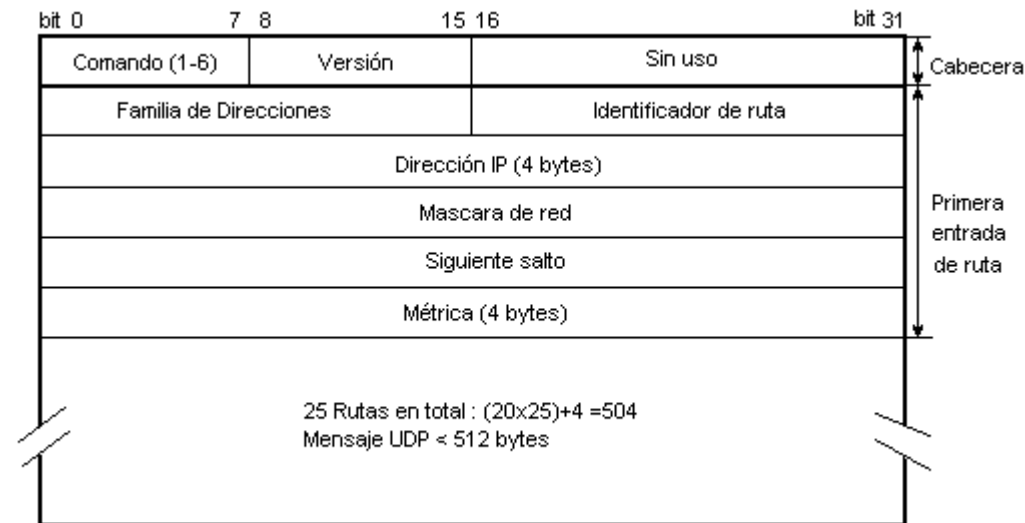 bit 0 7 8 15 16 bit 31
Comando (1-6) Versión Sin uso
Cabecera
Familia de Direcciones Identificador de ruta
Dirección IP (4 bytes)
Mascara de red
Siguiente salto
Métrica (4 bytes)
Primera
entrada
de ruta
25 Rutas en total : (20x25)+4 =504
Mensaje UDP < 512 bytes